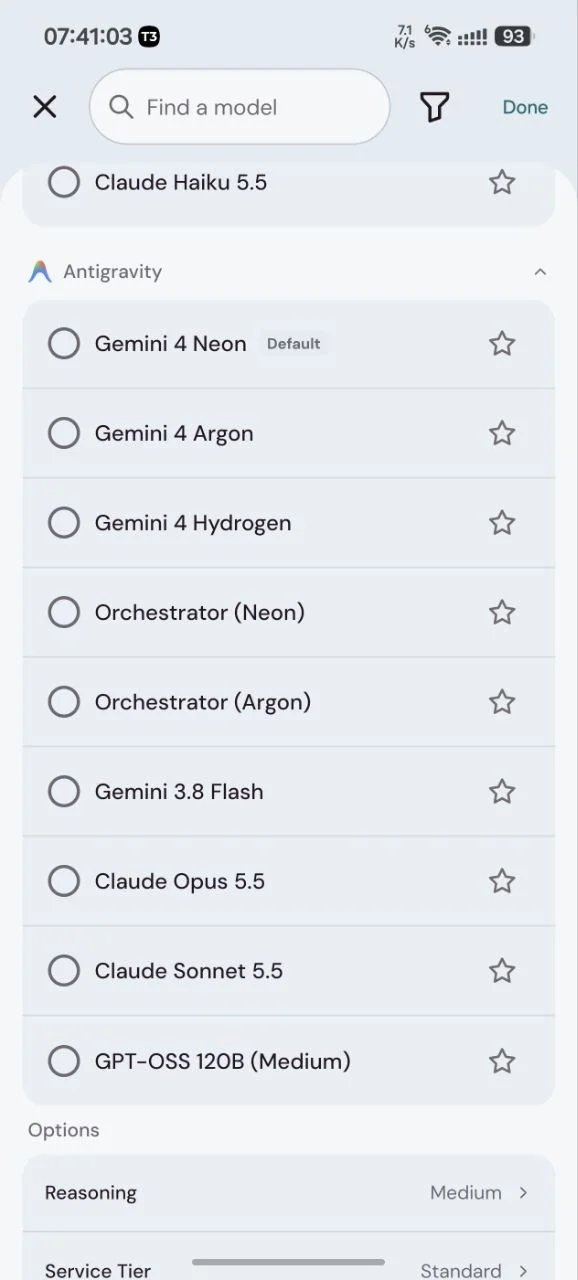 07:41:03 T3 7.1 K/s 6 93
Find a model Done
Claude Haiku 5.5
Antigravity
Gemini 4 Neon Default
Gemini 4 Argon
Gemini 4 Hydrogen
Orchestrator (Neon)
Orchestrator (Argon)
Gemini 3.8 Flash
Claude Opus 5.5
Claude Sonnet 5.5
GPT-OSS 120B (Medium)
Options
Reasoning Medium
Service Tier Standard